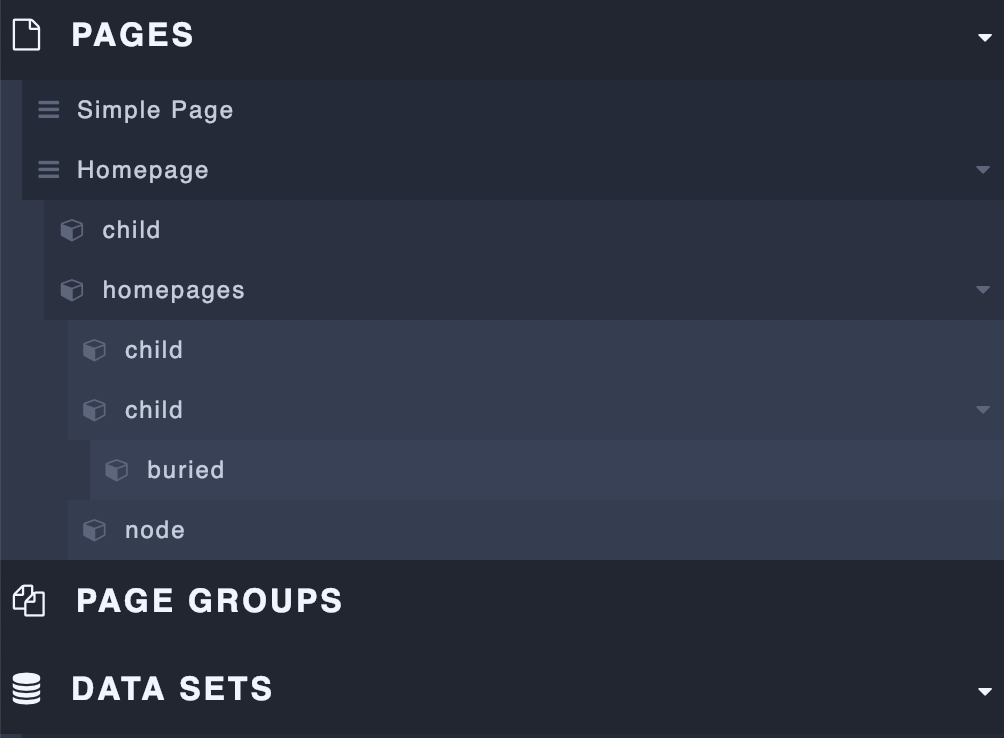 PAGES
Simple Page
Homepage
child
homepages
child
child
buried
node
PAGE GROUPS
DATA SETS